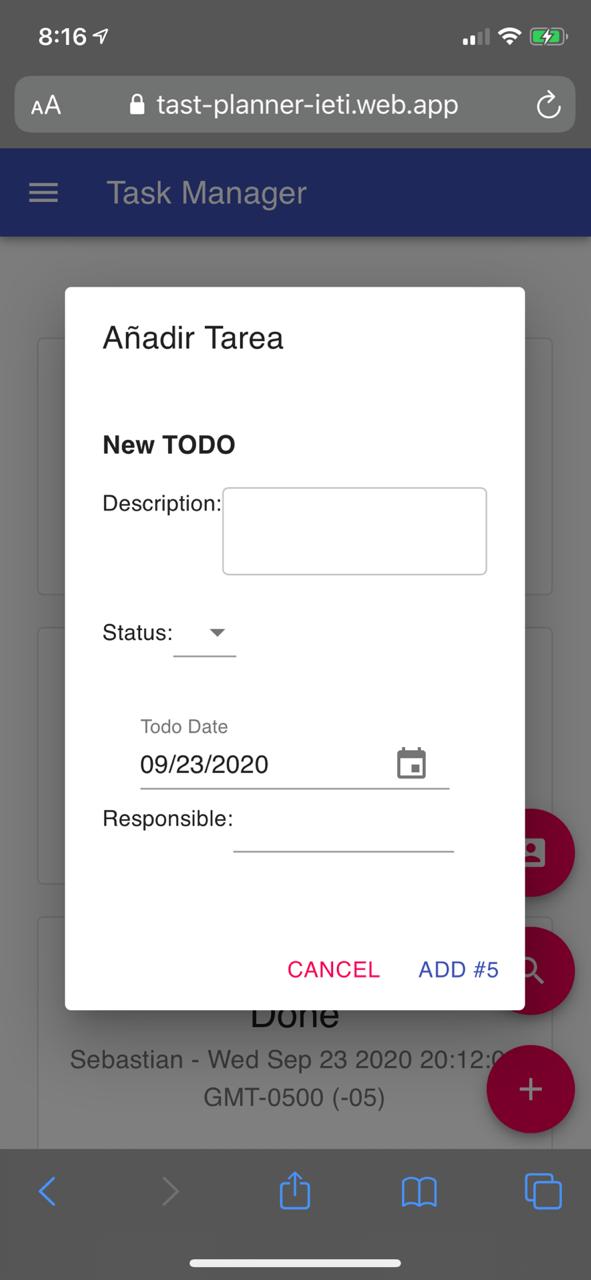 8:16
AA tast-planner-ieti.web.app
Task Manager
Añadir Tarea
New TODO
Description:
Status:
Todo Date
09/23/2020
Responsible:
CANCEL ADD #5
Done
Sebastian - Wed Sep 23 2020 20:12:0
GMT-0500 (-05)